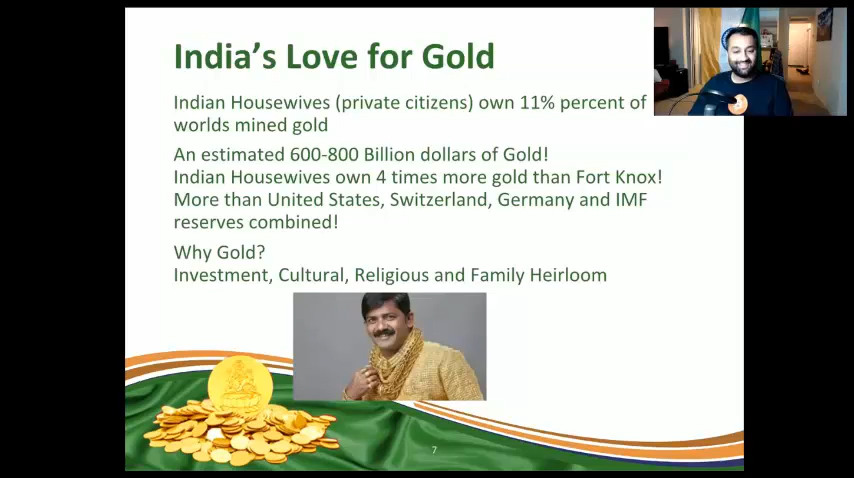 India's Love for Gold
Indian Housewives (private citizens) own 11% percent of
worlds mined gold
An estimated 600-800 Billion dollars of Gold!
Indian Housewives own 4 times more gold than Fort Knox!
More than United States, Switzerland, Germany and IMF
reserves combined!
Why Gold?
Investment, Cultural, Religious and Family Heirloom
7